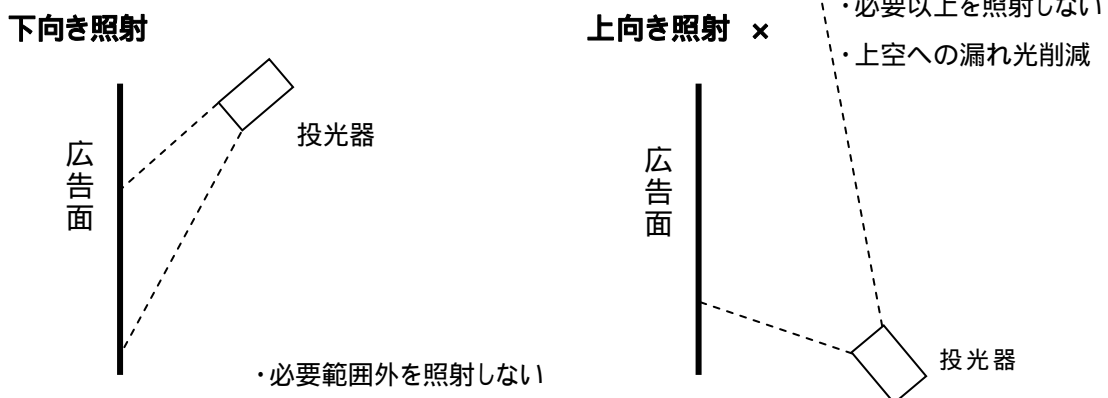 下向き照射
投光器
広告面
・必要範囲外を照射しない
上向き照射 ×
・必要以上を照射しない
・上空への漏れ光削減
広告面
投光器